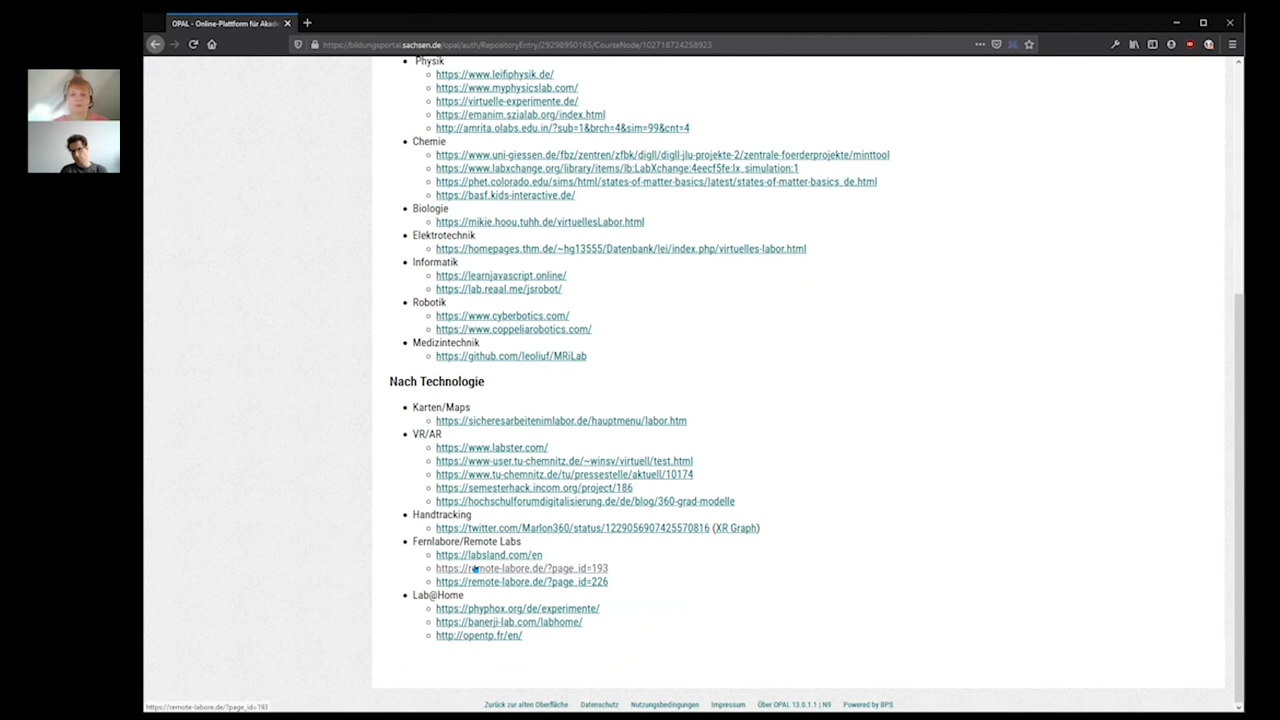 OPAL - Online-Plattform für Akade
https://bildungsportal.sachsen.de/opal/auth/RepositoryEntry/29298950165/CourseNode/102718724258923
Physik
https://www.leifiphysik.de/
https://www.myphysicslab.com/
https://virtuelle-experimente.de/
https://emanim.szialab.org/index.html
http://amrita.olabs.edu.in/?sub=1&brch=4&sim=99&cnt=4
Chemie
https://www.uni-giessen.de/fbz/zentren/zfbk/digll/digll-jlu-projekte-2/zentrale-foerderprojekte/minttool
https://www.labxchange.org/library/items/lb:LabXchange:4eecf5fe:lx_simulation:1
https://phet.colorado.edu/sims/html/states-of-matter-basics/latest/states-of-matter-basics_de.html
https://basf.kids-interactive.de/
Biologie
https://mikie.hoou.tuhh.de/virtuellesLabor.html
Elektrotechnik
https://homepages.thm.de/~hg13555/Datenbank/lei/index.php/virtuelles-labor.html
Informatik
https://learnjavascript.online/
https://lab.reaal.me/jsrobot/
Robotik
https://www.cyberbotics.com/
https://www.coppeliarobotics.com/
Medizintechnik
https://github.com/leoliuf/MRiLab
Nach Technologie
Karten/Maps
https://sicheresarbeitenimlabor.de/hauptmenu/labor.htm
VR/AR
https://www.labster.com/
https://www-user.tu-chemnitz.de/~winsv/virtuell/test.html
https://www.tu-chemnitz.de/tu/pressestelle/aktuell/10174
https://semesterhack.incom.org/project/186
https://hochschulforumdigitalisierung.de/de/blog/360-grad-modelle
Handtracking
https://twitter.com/Marlon360/status/1229056907425570816 (XR Graph)
Fernlabore/Remote Labs
https://labsland.com/en
https://remote-labore.de/?page_id=193
https://remote-labore.de/?page_id=226
Lab@Home
https://phyphox.org/de/experimente/
https://banerji-lab.com/labhome/
http://opentp.fr/en/
Zurück zur alten Oberfläche Datenschutz Nutzungsbedingungen Impressum Über OPAL 13.0.1.1 | N9 Powered by BPS
https://remote-labore.de/?page_id=193